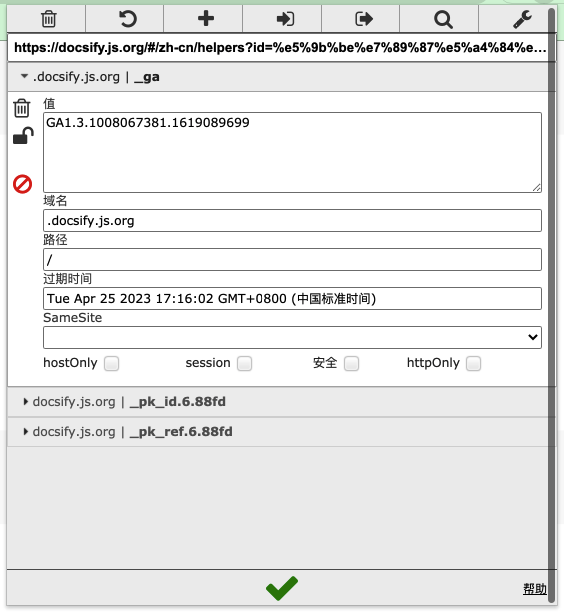 https://docsify.js.org/#/zh-cn/helpers?id=%e5%9b%be%e7%89%87%e5%a4%84%e...
.docsify.js.org | _ga
值
GA1.3.1008067381.1619089699
域名
.docsify.js.org
路径
/
过期时间
Tue Apr 25 2023 17:16:02 GMT+0800 (中国标准时间)
SameSite
hostOnly session 安全 httpOnly
docsify.js.org | _pk_id.6.88fd
docsify.js.org | _pk_ref.6.88fd
帮助